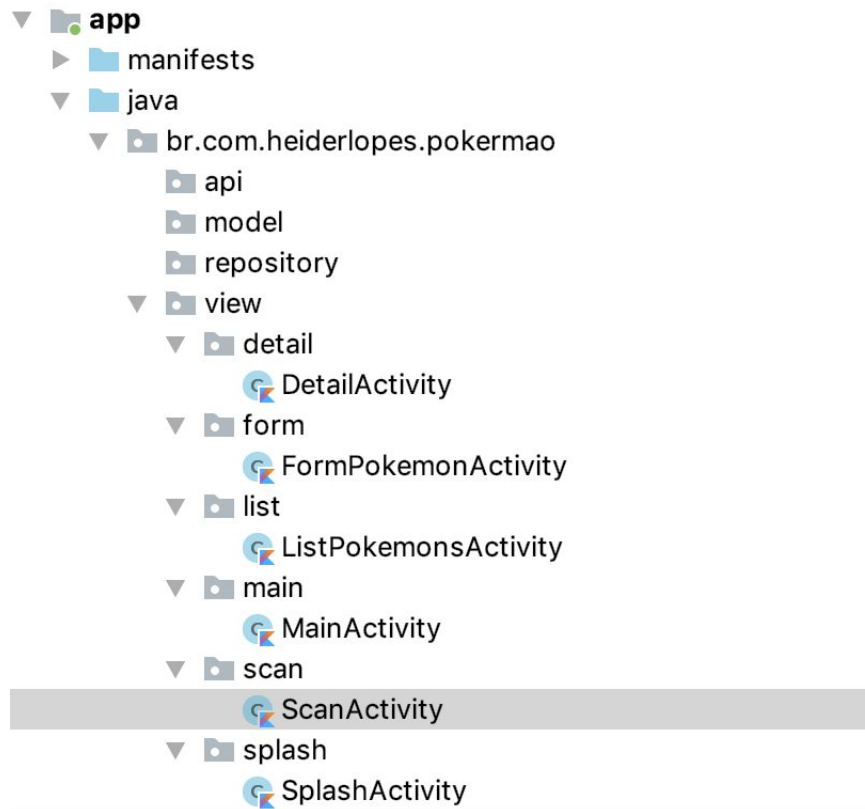 app
manifests
java
br.com.heiderlopes.pokermao
api
model
repository
view
detail
DetailActivity
form
FormPokemonActivity
list
ListPokemonsActivity
main
MainActivity
scan
ScanActivity
splash
SplashActivity